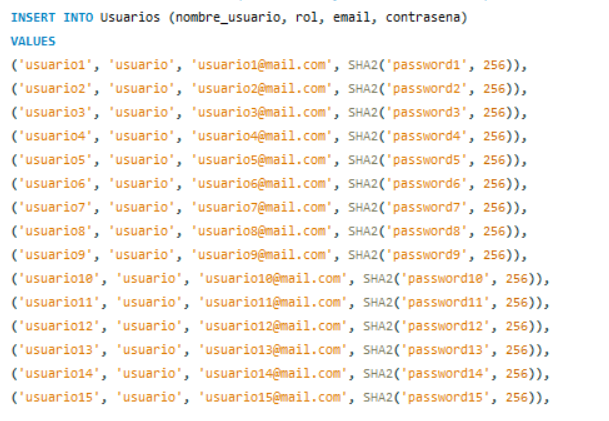 INSERT INTO Usuarios (nombre_usuario, rol, email, contrasena)
VALUES
('usuario1', 'usuario', 'usuario1@mail.com', SHA2('password1', 256)),
('usuario2', 'usuario', 'usuario2@mail.com', SHA2('password2', 256)),
('usuario3', 'usuario', 'usuario3@mail.com', SHA2('password3', 256)),
('usuario4', 'usuario', 'usuario4@mail.com', SHA2('password4', 256)),
('usuario5', 'usuario', 'usuario5@mail.com', SHA2('password5', 256)),
('usuario6', 'usuario', 'usuario6@mail.com', SHA2('password6', 256)),
('usuario7', 'usuario', 'usuario7@mail.com', SHA2('password7', 256)),
('usuario8', 'usuario', 'usuario8@mail.com', SHA2('password8', 256)),
('usuario9', 'usuario', 'usuario9@mail.com', SHA2('password9', 256)),
('usuario10', 'usuario', 'usuario10@mail.com', SHA2('password10', 256)),
('usuario11', 'usuario', 'usuario11@mail.com', SHA2('password11', 256)),
('usuario12', 'usuario', 'usuario12@mail.com', SHA2('password12', 256)),
('usuario13', 'usuario', 'usuario13@mail.com', SHA2('password13', 256)),
('usuario14', 'usuario', 'usuario14@mail.com', SHA2('password14', 256)),
('usuario15', 'usuario', 'usuario15@mail.com', SHA2('password15', 256)),